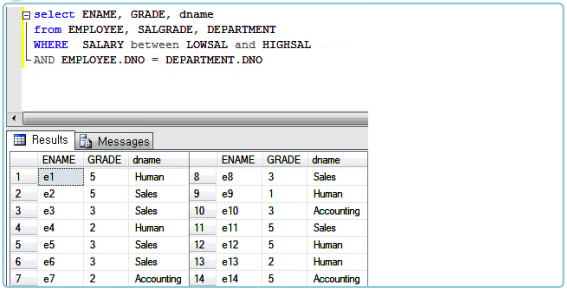 select ENAME, GRADE, dname
from EMPLOYEE, SALGRADE, DEPARTMENT
WHERE SALARY between LOWSAL and HIGHSAL
AND EMPLOYEE.DNO = DEPARTMENT.DNO
Results Messages
ENAME GRADE dname ENAME GRADE dname
1 e1 5 Human 8 e8 3 Sales
2 e2 5 Sales 9 e9 1 Human
3 e3 3 Sales 10 e10 3 Accounting
4 e4 2 Human 11 e11 5 Sales
5 e5 3 Sales 12 e12 5 Human
6 e6 3 Sales 13 e13 2 Human
7 e7 2 Accounting 14 e14 5 Accounting